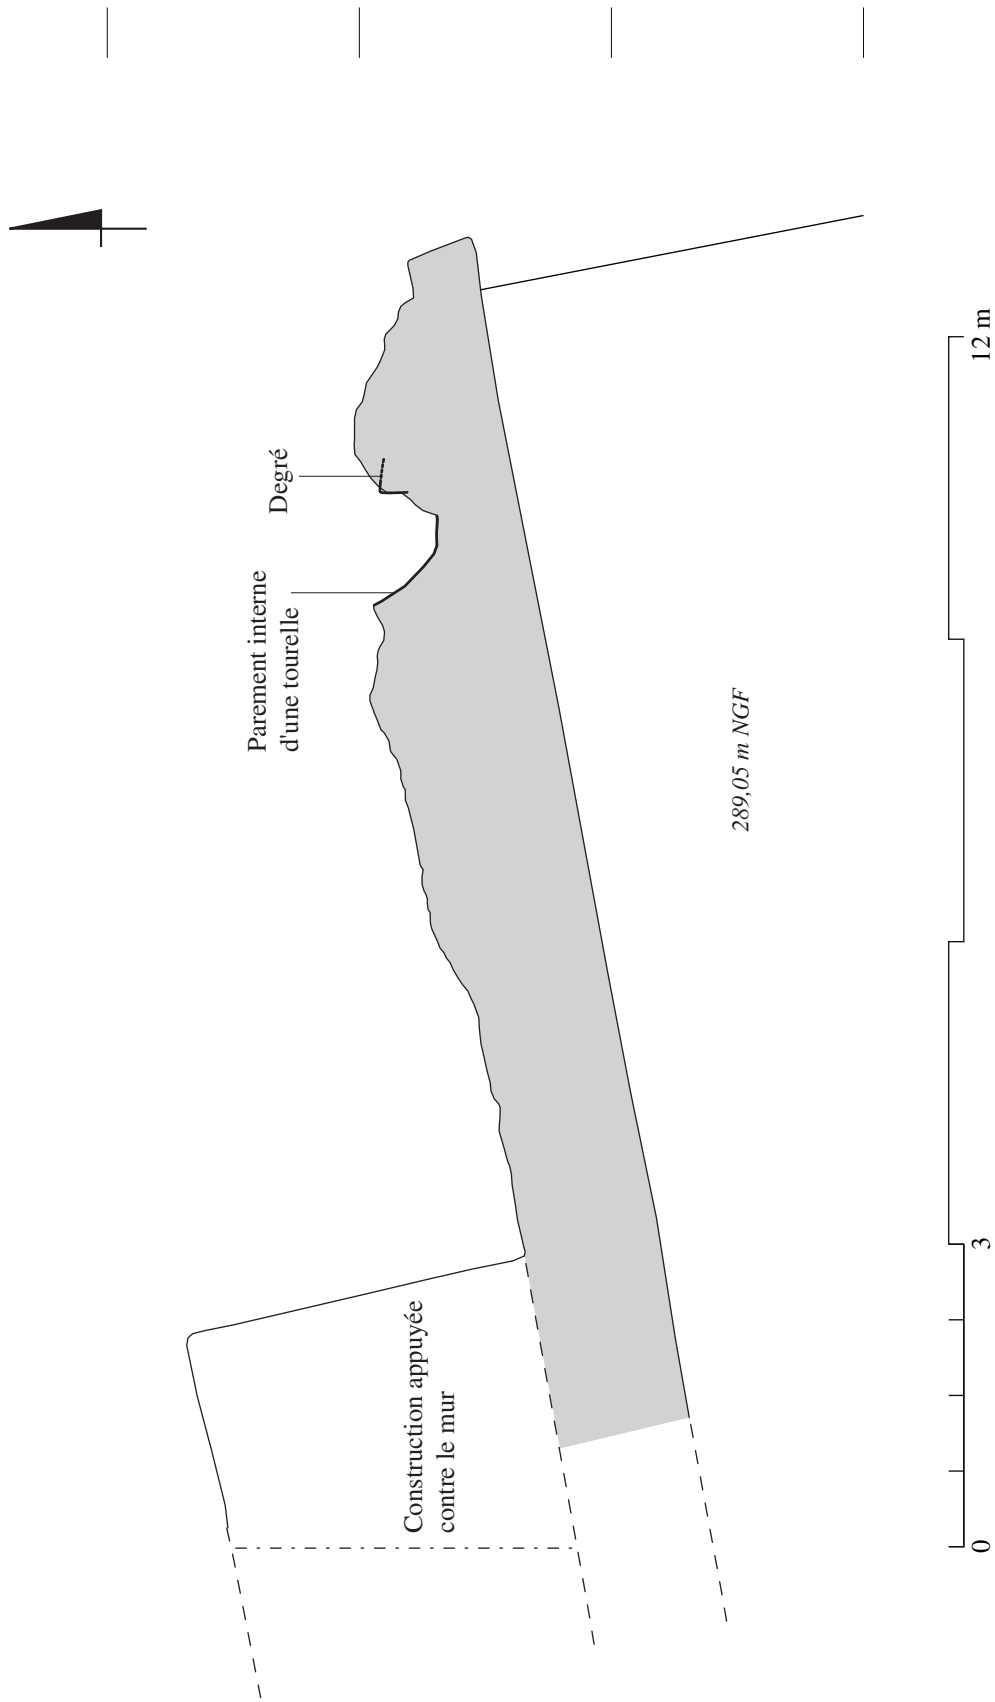 Degré
Parement interne
d'une tourelle
289,05 m NGF
Construction appuyée
contre le mur
0
3
12 m